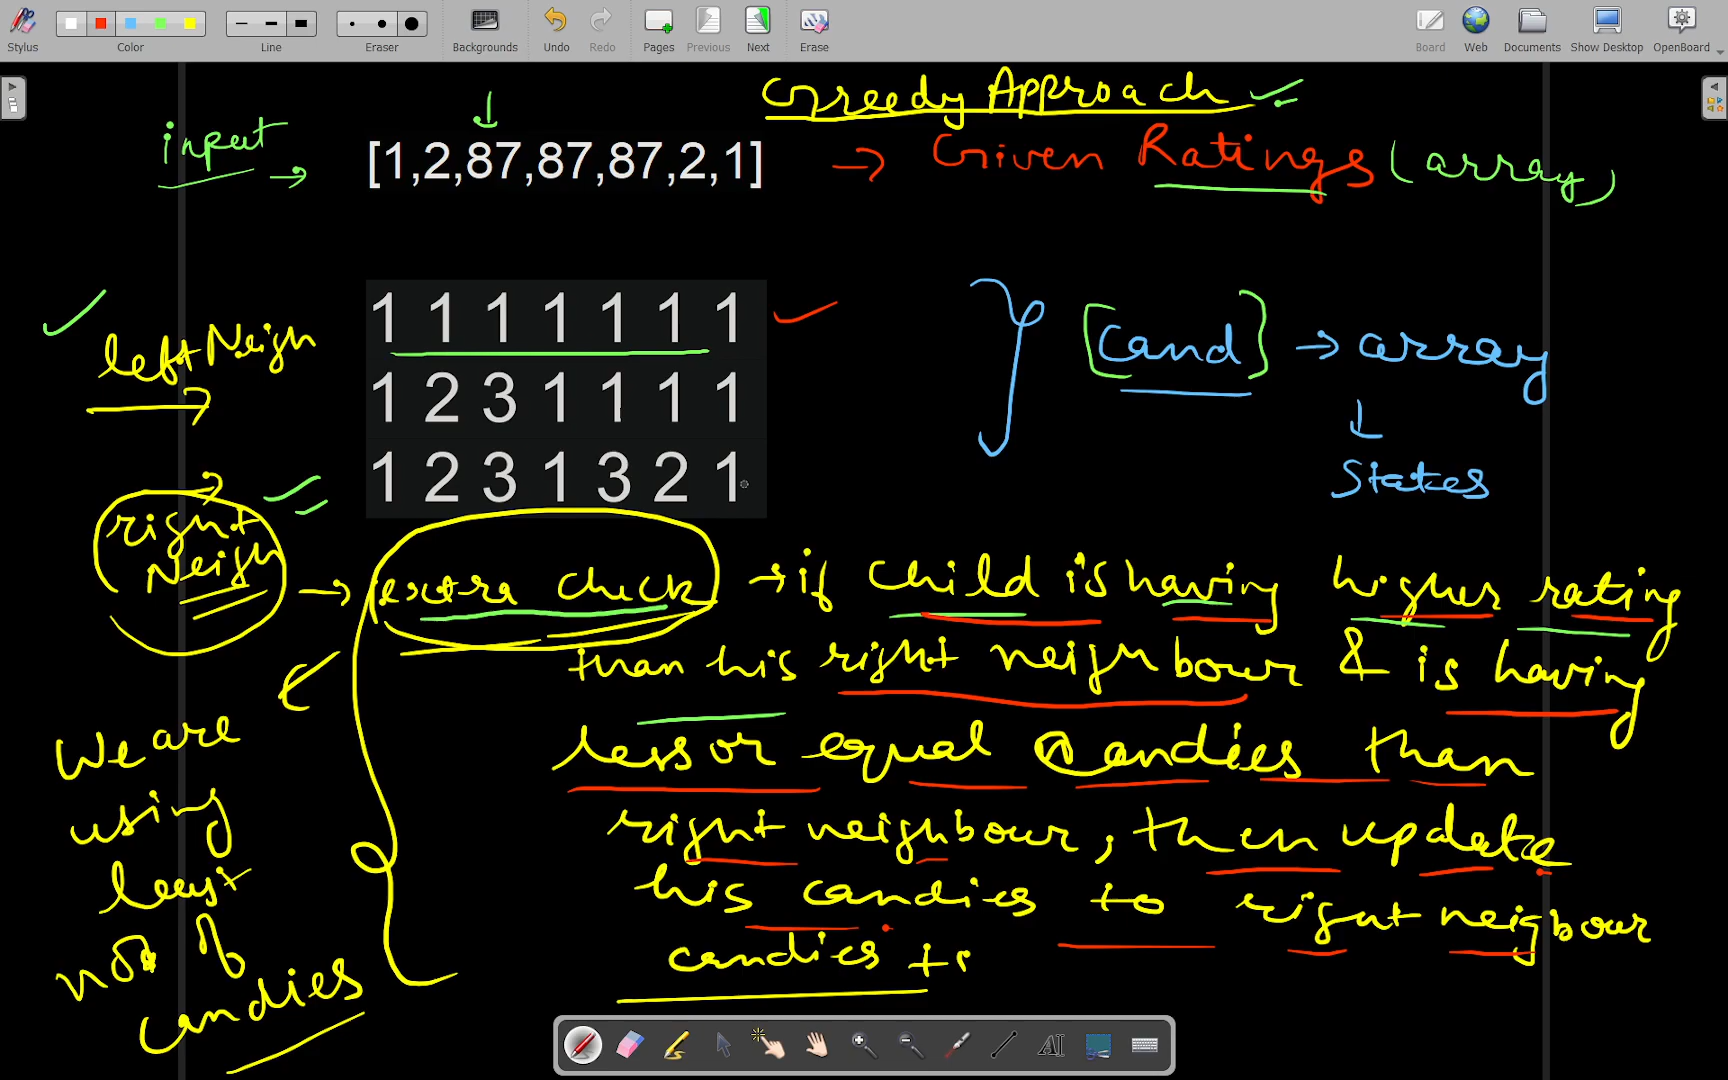 Stylus
Color
Line
Eraser
Backgrounds
Undo
Redo
Pages
Previous
Next
Erase
Board
Web
Documents
Show Desktop
OpenBoard
Greedy Approach
input → [1,2,87,87,87,2,1] → Given Ratings (array)
left Neigh
1 1 1 1 1 1 1
1 2 3 1 1 1 1
1 2 3 1 3 2 1
[cand] → array
States
right
Neigh
→ extra check → if child is having higher rating
than his right neighbour & is having
less or equal candies than
right neighbour, then update
his candies to right neigbour
candies +1
We are
using
least
no. of
candies
AI